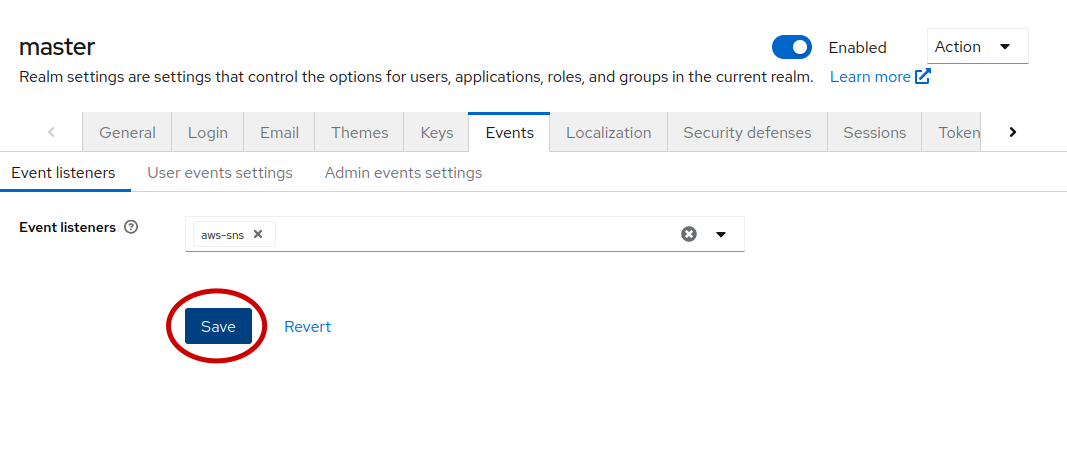 master
Enabled
Action
Realm settings are settings that control the options for users, applications, roles, and groups in the current realm. Learn more
General Login Email Themes Keys Events Localization Security defenses Sessions Token
Event listeners User events settings Admin events settings
Event listeners
aws-sns
Save Revert